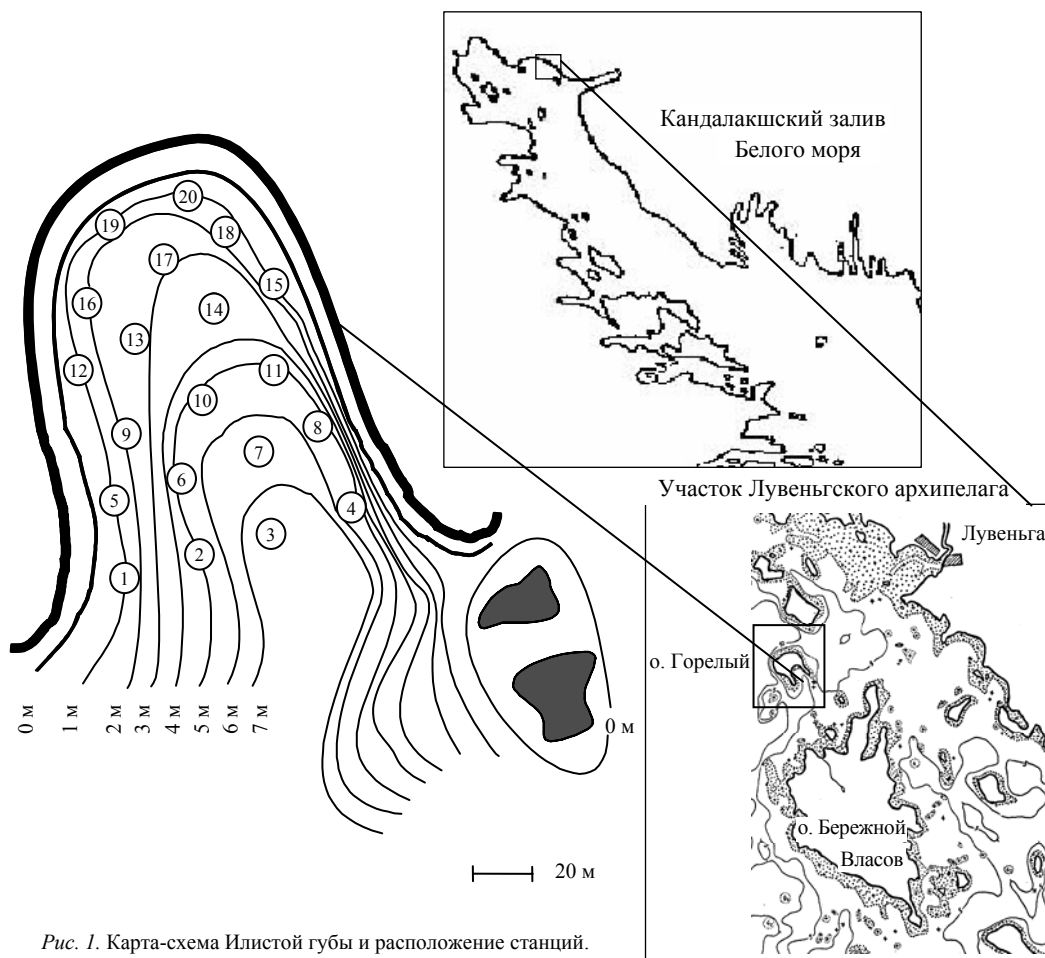 Кандалакшский залив
Белого моря
20
19
18
17
15
16
14
13
12
11
10
9
8
7
6
5
4
3
2
1
Участок Лувеньгского архипелага
Лувеньга
о. Горелый
о. Бережной
Власов
0 м
1 м
2 м
3 м
4 м
5 м
6 м
7 м
0 м
20 м
Рис. 1. Карта-схема Илистой губы и расположение станций.